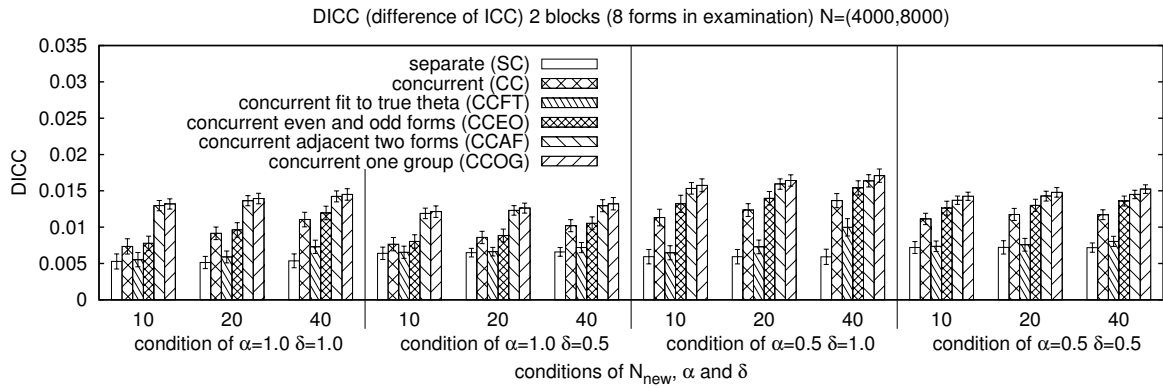 DICC (difference of ICC) 2 blocks (8 forms in examination) N=(4000,8000)
0.035
0.03
0.025
0.02
0.015
0.01
0.005
0
DICC
separate (SC)
concurrent (CC)
concurrent fit to true theta (CCFT)
concurrent even and odd forms (CCEO)
concurrent adjacent two forms (CCAF)
concurrent one group (CCOG)
10 20 40 10 20 40 10 20 40 10 20 40
condition of α=1.0 δ=1.0 condition of α=1.0 δ=0.5 condition of α=0.5 δ=1.0 condition of α=0.5 δ=0.5
conditions of Nnew, α and δ